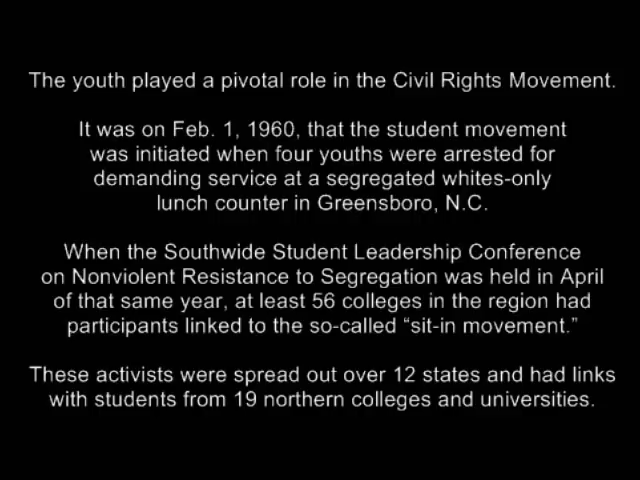 The youth played a pivotal role in the Civil Rights Movement.
It was on Feb. 1, 1960, that the student movement
was initiated when four youths were arrested for
demanding service at a segregated whites-only
lunch counter in Greensboro, N.C.
When the Southwide Student Leadership Conference
on Nonviolent Resistance to Segregation was held in April
of that same year, at least 56 colleges in the region had
participants linked to the so-called “sit-in movement.”
These activists were spread out over 12 states and had links
with students from 19 northern colleges and universities.